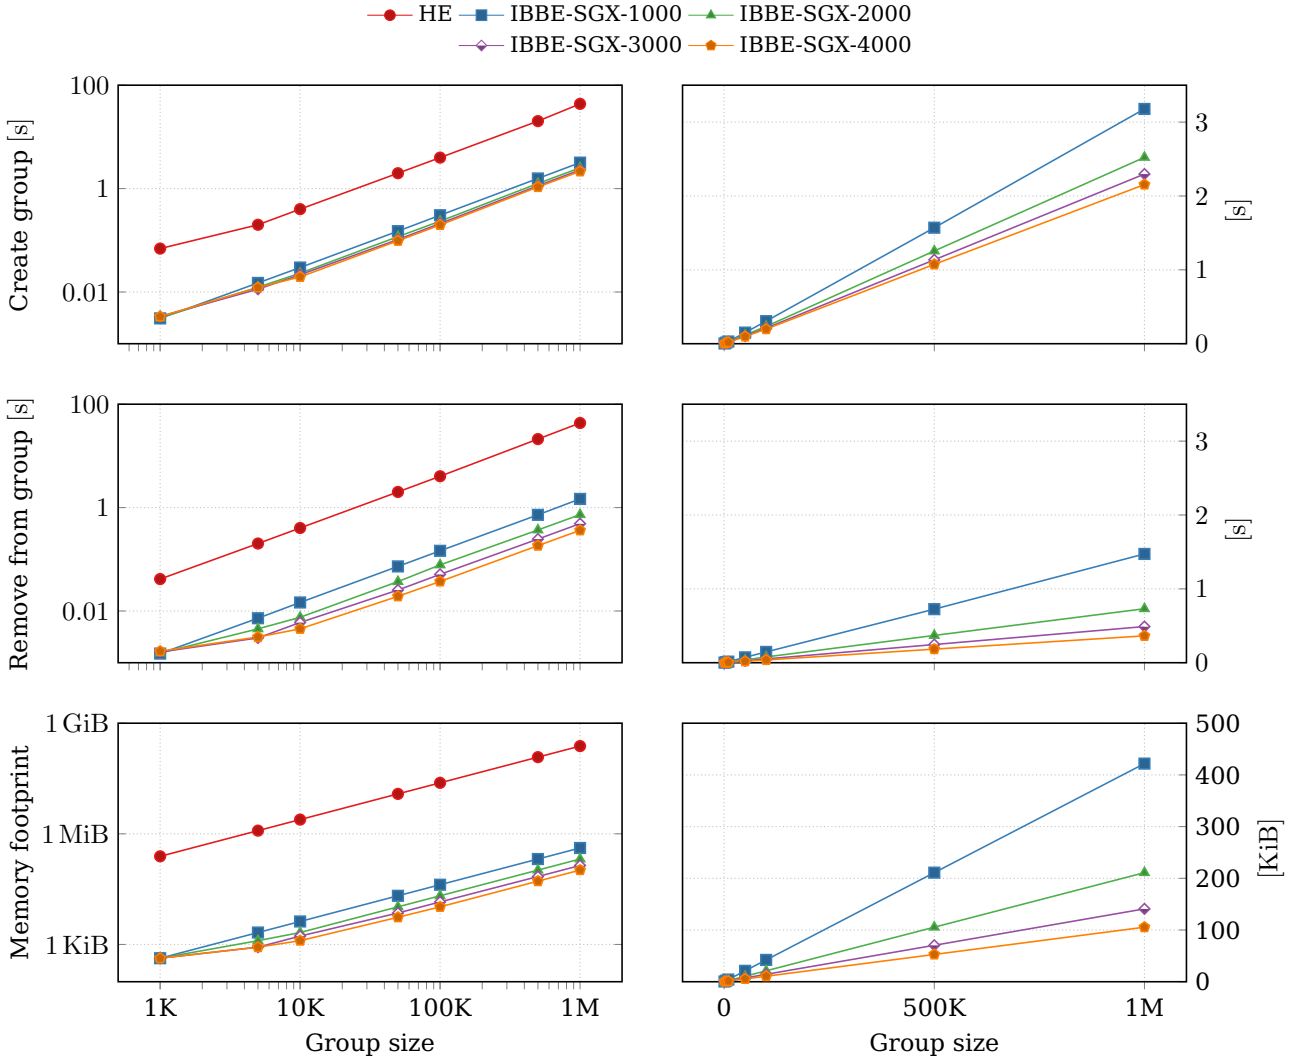 HE IBBE-SGX-1000 IBBE-SGX-2000
IBBE-SGX-3000 IBBE-SGX-4000
Create group [s]
100
1
0.01
3
2
1
0
[s]
Remove from group [s]
100
1
0.01
3
2
1
0
[s]
Memory footprint
1 GiB
1 MiB
1 KiB
1K 10K 100K 1M
Group size
500
400
300
200
100
0
[KiB]
0 500K 1M
Group size